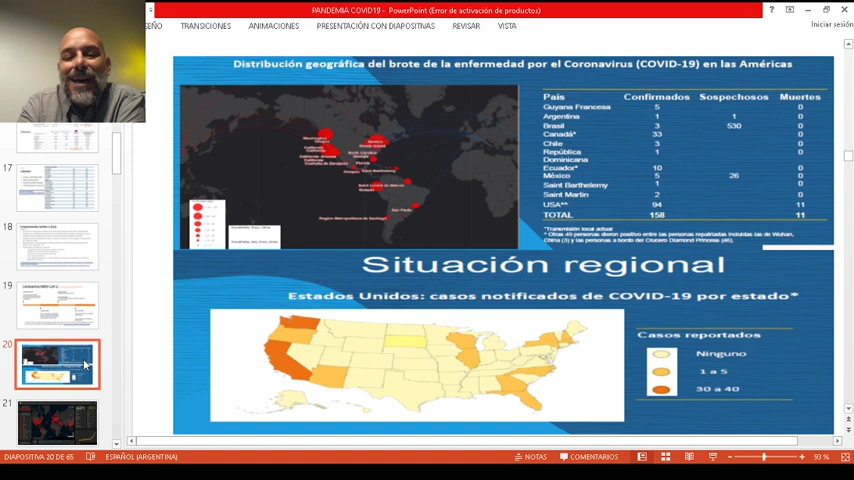 PANDEMIA COVID19 - PowerPoint (Error de activación de productos)
Iniciar sesión
SEÑO TRANSICIONES ANIMACIONES PRESENTACIÓN CON DIAPOSITIVAS REVISAR VISTA
Distribución geográfica del brote de la enfermedad por el Coronavirus (COVID-19) en las Américas
País Confirmados Sospechosos Muertes
Guyana Francesa 5 0
Argentina 1 1 0
Brasil 3 530 0
Canadá* 33 0
Chile 3 0
República 1 0
Dominicana
Ecuador* 10 0
México 5 26 0
Saint Barthelemy 1 0
Saint Martin 2 0
USA** 94 11
TOTAL 158 11
*Transmisión local actual
* Otras 49 personas dieron positivo entre las personas repatriadas incluidas las de Wuhan,
China (3) y las personas a bordo del Crucero Diamond Princess (46).
Situación regional
Estados Unidos: casos notificados de COVID-19 por estado*
Casos reportados
Ninguno
1 a 5
30 a 40
17
18
19
20
21
DIAPOSITIVA 20 DE 65
ESPAÑOL (ARGENTINA)
NOTAS
COMENTARIOS
93 %